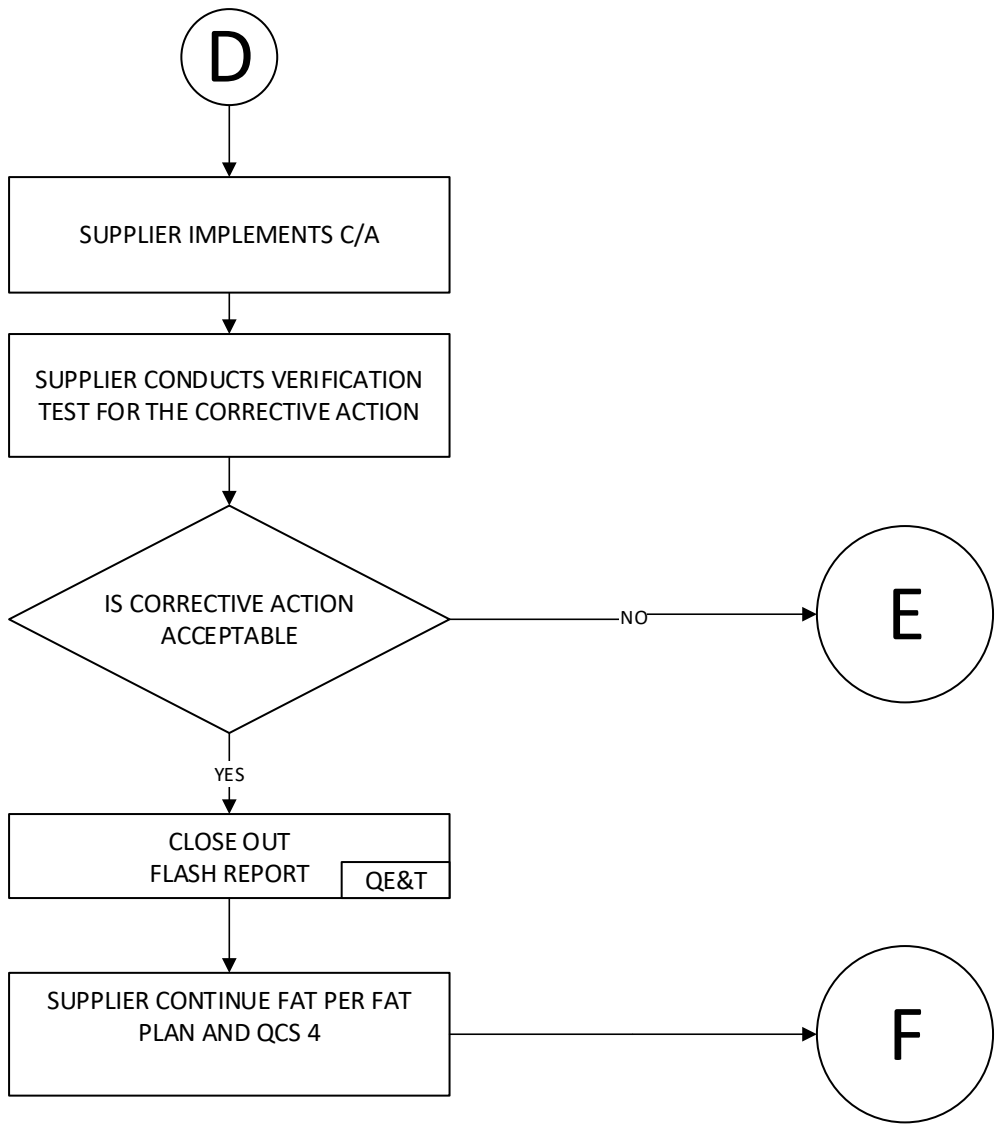 D
SUPPLIER IMPLEMENTS C/A
SUPPLIER CONDUCTS VERIFICATION
TEST FOR THE CORRECTIVE ACTION
IS CORRECTIVE ACTION
ACCEPTABLE
NO
E
YES
CLOSE OUT
FLASH REPORT
QE&T
SUPPLIER CONTINUE FAT PER FAT
PLAN AND QCS 4
F